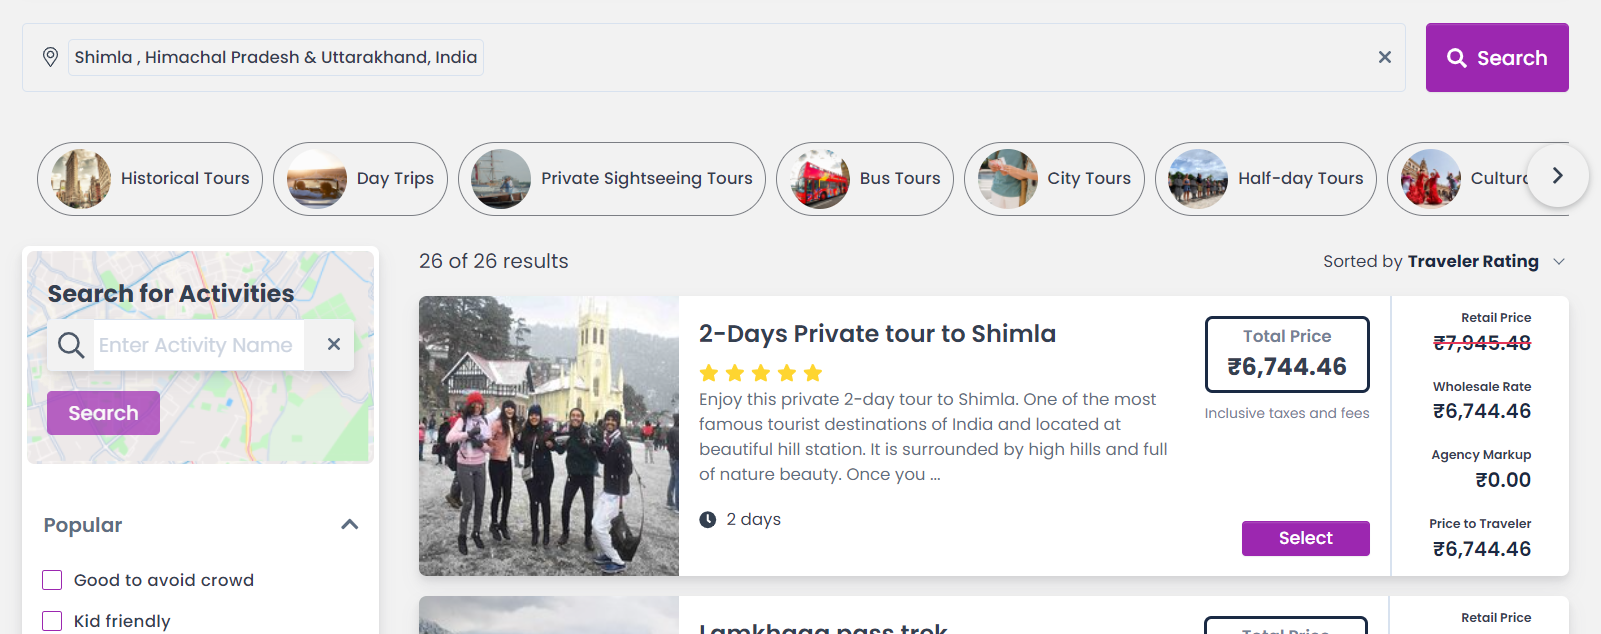 Shimla , Himachal Pradesh & Uttarakhand, India
Search
Historical Tours
Day Trips
Private Sightseeing Tours
Bus Tours
City Tours
Half-day Tours
Search for Activities
Enter Activity Name
Search
Popular
Good to avoid crowd
Kid friendly
26 of 26 results
Sorted by Traveler Rating
2-Days Private tour to Shimla
Enjoy this private 2-day tour to Shimla. One of the most
famous tourist destinations of India and located at
beautiful hill station. It is surrounded by high hills and full
of nature beauty. Once you ...
2 days
Total Price
₹6,744.46
Inclusive taxes and fees
Select
Retail Price
₹7,945.48
Wholesale Rate
₹6,744.46
Agency Markup
₹0.00
Price to Traveler
₹6,744.46
Lamkhaga pass trek
Total Price
Retail Price